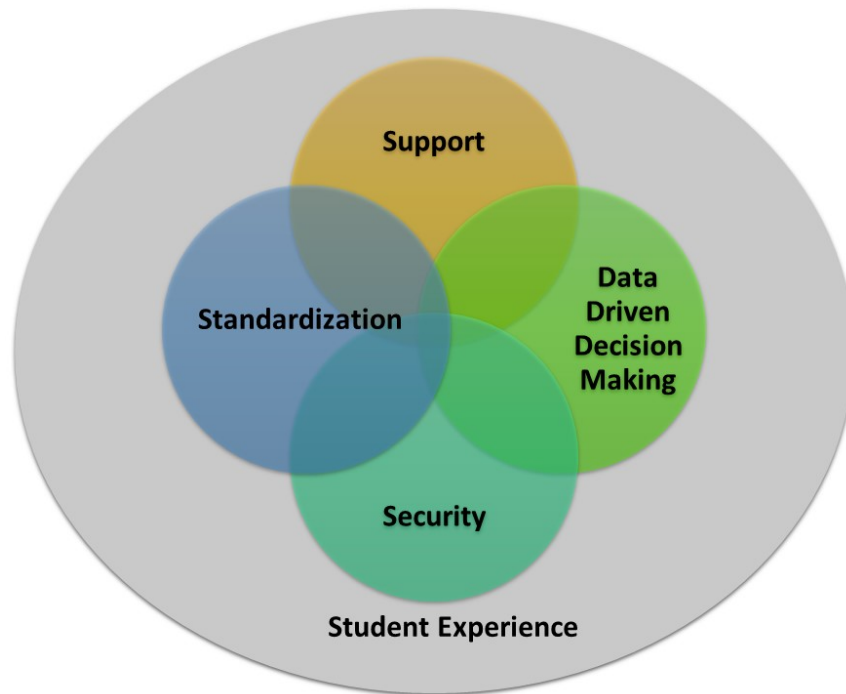 Support
Standardization
Data
Driven
Decision
Making
Security
Student Experience